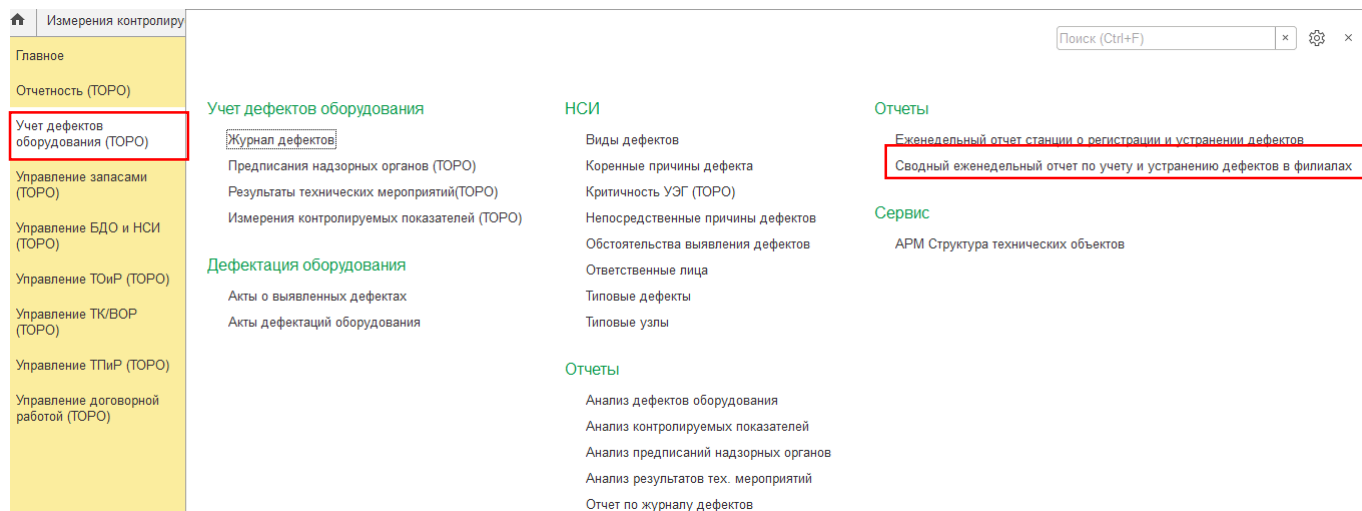 Измерения контролиру
Поиск (Ctrl+F)
×
×
Главное
Отчетность (ТОРО)
Учет дефектов
оборудования (ТОРО)
Управление запасами
(ТОРО)
Управление БДО и НСИ
(ТОРО)
Управление ТОиР (ТОРО)
Управление ТК/ВОР
(ТОРО)
Управление ТПиР (ТОРО)
Управление договорной
работой (ТОРО)
Учет дефектов оборудования
Журнал дефектов
Предписания надзорных органов (ТОРО)
Результаты технических мероприятий(ТОРО)
Измерения контролируемых показателей (ТОРО)
Дефектация оборудования
Акты о выявленных дефектах
Акты дефектаций оборудования
НСИ
Виды дефектов
Коренные причины дефекта
Критичность УЭГ (ТОРО)
Непосредственные причины дефектов
Обстоятельства выявления дефектов
Ответственные лица
Типовые дефекты
Типовые узлы
Отчеты
Анализ дефектов оборудования
Анализ контролируемых показателей
Анализ предписаний надзорных органов
Анализ результатов тех. мероприятий
Отчет по журналу дефектов
Отчеты
Еженедельный отчет станции о регистрации и устранении дефектов
Сводный еженедельный отчет по учету и устранению дефектов в филиалах
Сервис
АРМ Структура технических объектов